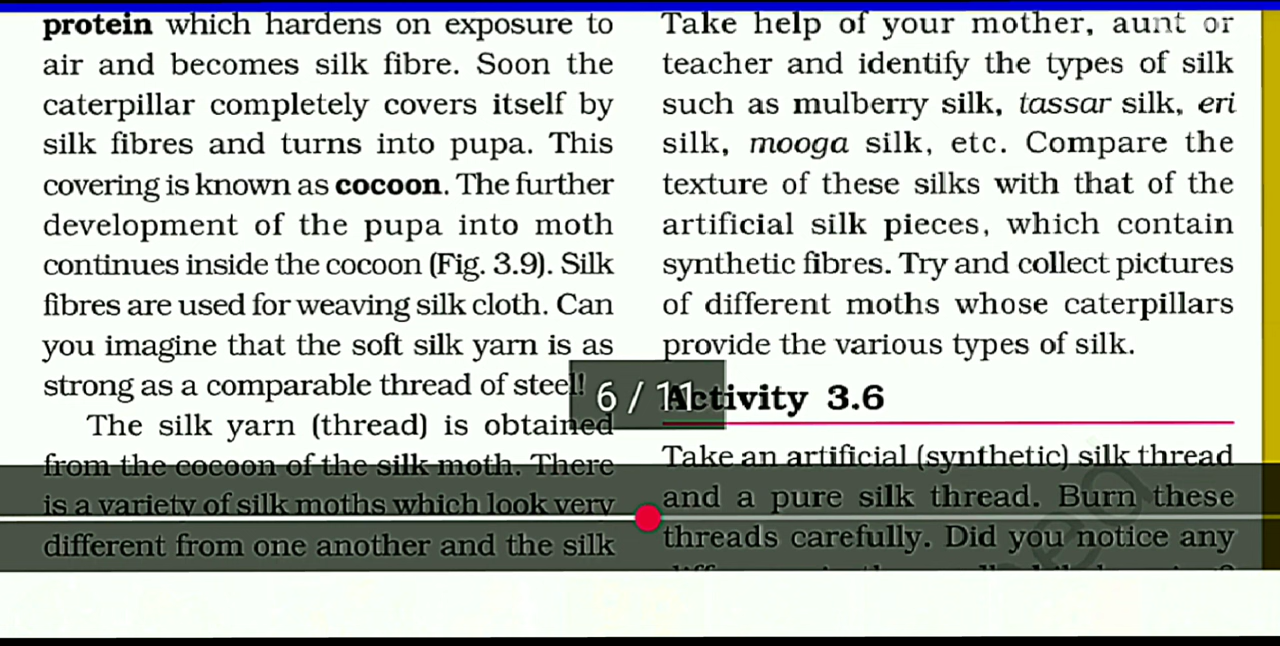 protein which hardens on exposure to
air and becomes silk fibre. Soon the
caterpillar completely covers itself by
silk fibres and turns into pupa. This
covering is known as cocoon. The further
development of the pupa into moth
continues inside the cocoon (Fig. 3.9). Silk
fibres are used for weaving silk cloth. Can
you imagine that the soft silk yarn is as
strong as a comparable thread of steel!
The silk yarn (thread) is obtained
from the cocoon of the silk moth. There
is a variety of silk moths which look very
different from one another and the silk
Take help of your mother, aunt or
teacher and identify the types of silk
such as mulberry silk, tassar silk, eri
silk, mooga silk, etc. Compare the
texture of these silks with that of the
artificial silk pieces, which contain
synthetic fibres. Try and collect pictures
of different moths whose caterpillars
provide the various types of silk.
Activity 3.6
Take an artificial (synthetic) silk thread
and a pure silk thread. Burn these
threads carefully. Did you notice any
6 / 11